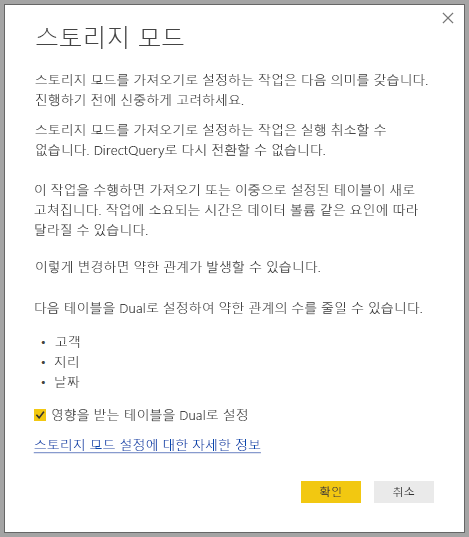 스토리지 모드
스토리지 모드를 가져오기로 설정하는 작업은 다음 의미를 갖습니다.
진행하기 전에 신중하게 고려하세요.
스토리지 모드를 가져오기로 설정하는 작업은 실행 취소할 수
없습니다. DirectQuery로 다시 전환할 수 없습니다.
이 작업을 수행하면 가져오기 또는 이중으로 설정된 테이블이 새로
고쳐집니다. 작업에 소요되는 시간은 데이터 볼륨 같은 요인에 따라
달라질 수 있습니다.
이렇게 변경하면 약한 관계가 발생할 수 있습니다.
다음 테이블을 Dual로 설정하여 약한 관계의 수를 줄일 수 있습니다.
• 고객
• 지리
• 날짜
영향을 받는 테이블을 Dual로 설정
스토리지 모드 설정에 대한 자세한 정보
확인
취소